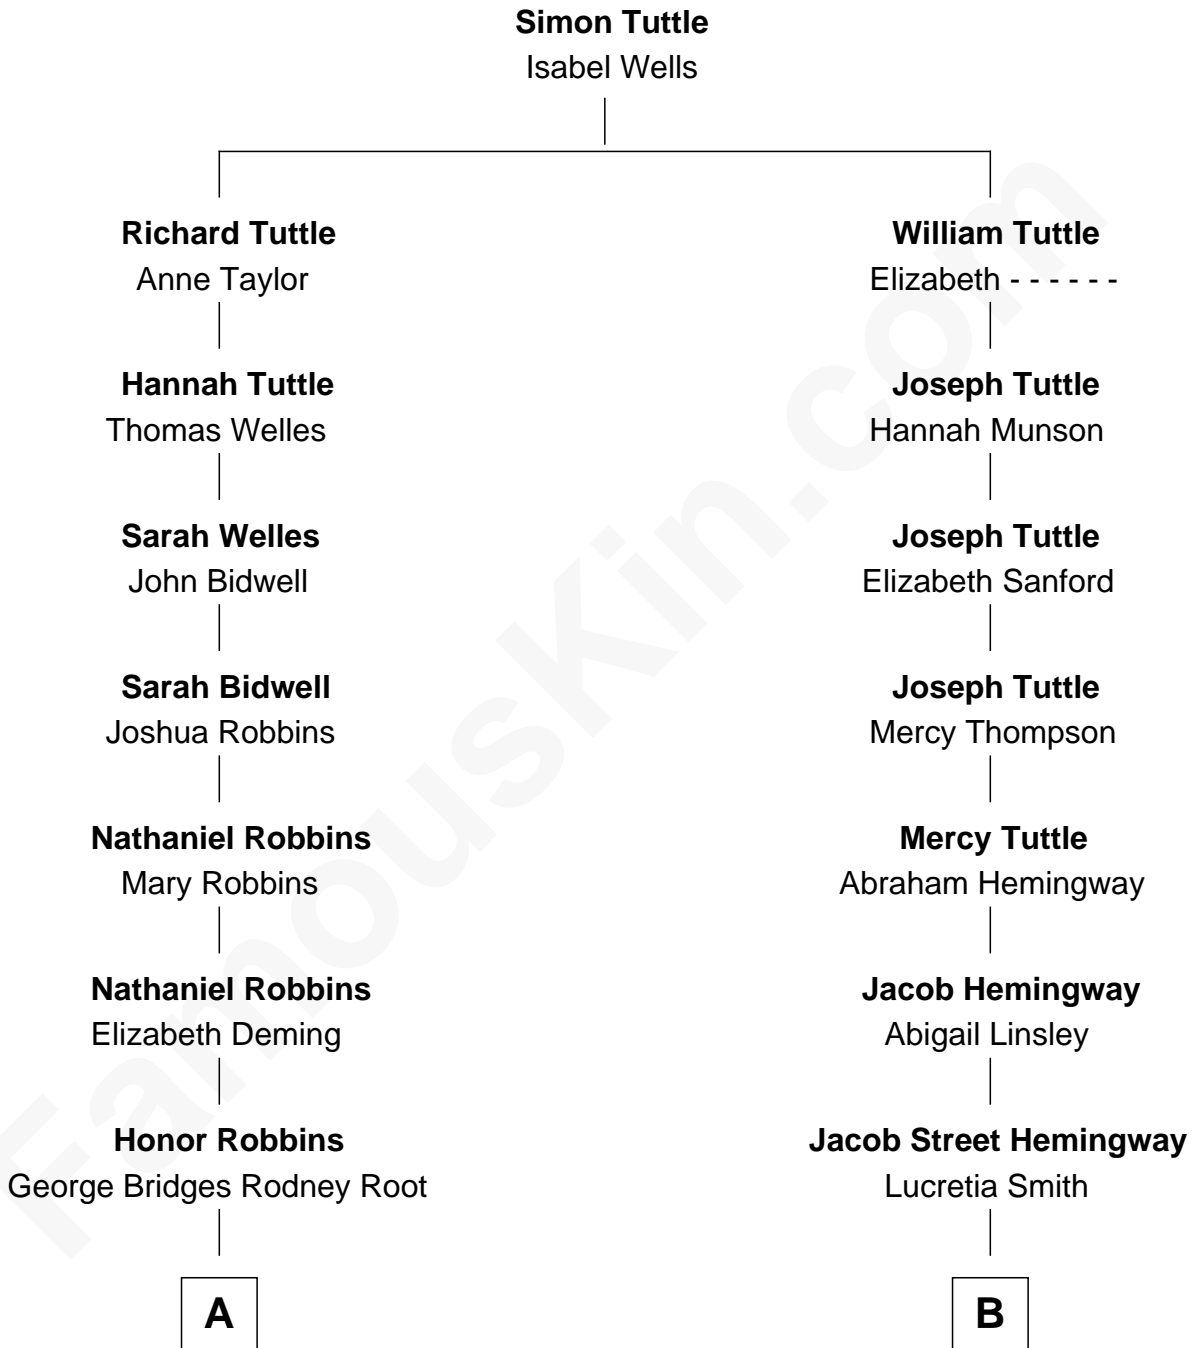 Simon Tuttle
Isabel Wells
Richard Tuttle
Anne Taylor
William Tuttle
Elizabeth - - - - - -
Hannah Tuttle
Thomas Welles
Joseph Tuttle
Hannah Munson
Sarah Welles
John Bidwell
Joseph Tuttle
Elizabeth Sanford
Sarah Bidwell
Joshua Robbins
Joseph Tuttle
Mercy Thompson
Nathaniel Robbins
Mary Robbins
Mercy Tuttle
Abraham Hemingway
Nathaniel Robbins
Elizabeth Deming
Jacob Hemingway
Abigail Linsley
Honor Robbins
George Bridges Rodney Root
Jacob Street Hemingway
Lucretia Smith
A
B
FamousKin.com